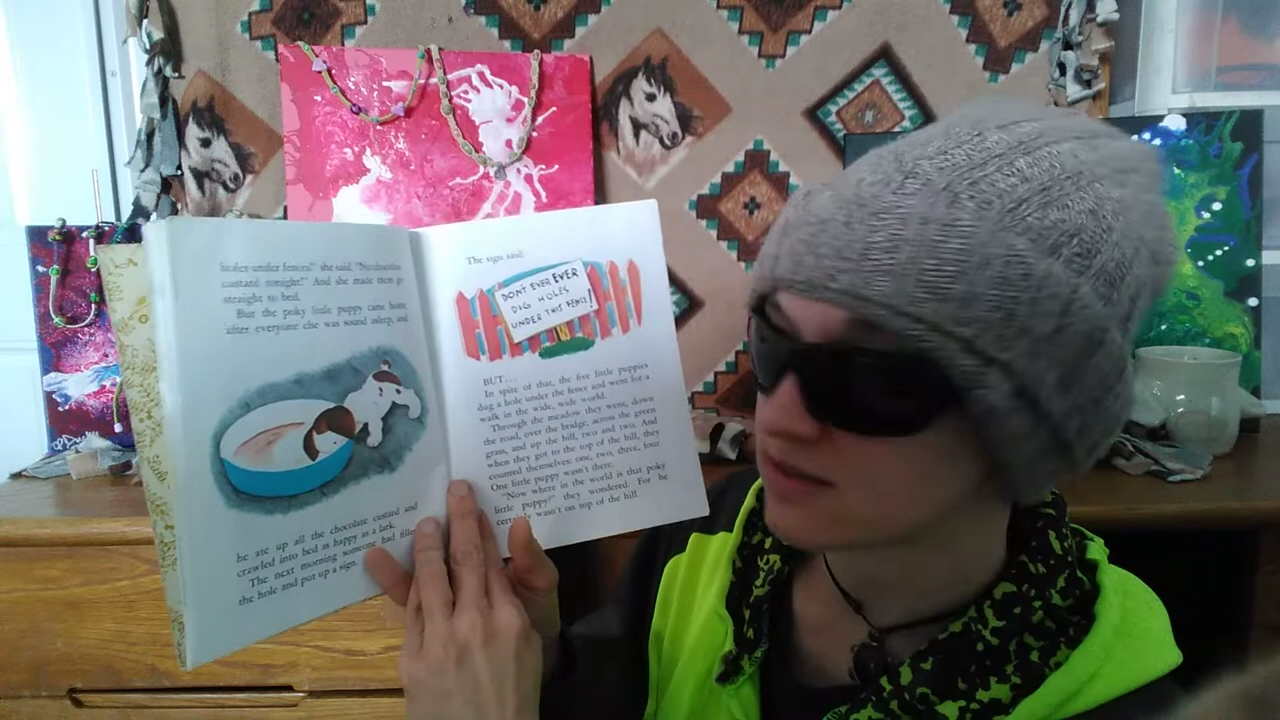 holes under fences!" she said. "No chocolate
custard tonight!" And she made them go
straight to bed.
But the poky little puppy came home
after everyone else was sound asleep, and
he ate up all the chocolate custard and
crawled into bed as happy as a lark.
The next morning someone had filled
the hole and put up a sign.
The sign said:
DON'T EVER EVER
DIG HOLES
UNDER THIS FENCE!
BUT...
In spite of that, the five little puppies
dug a hole under the fence and went for a
walk in the wide, wide world.
Through the meadow they went, down
the road, over the bridge, across the green
grass, and up the hill, two and two. And
when they got to the top of the hill, they
counted themselves: one, two, three, four.
One little puppy wasn't there.
"Now where in the world is that poky
little puppy?" they wondered. For he
certainly wasn't on top of the hill.